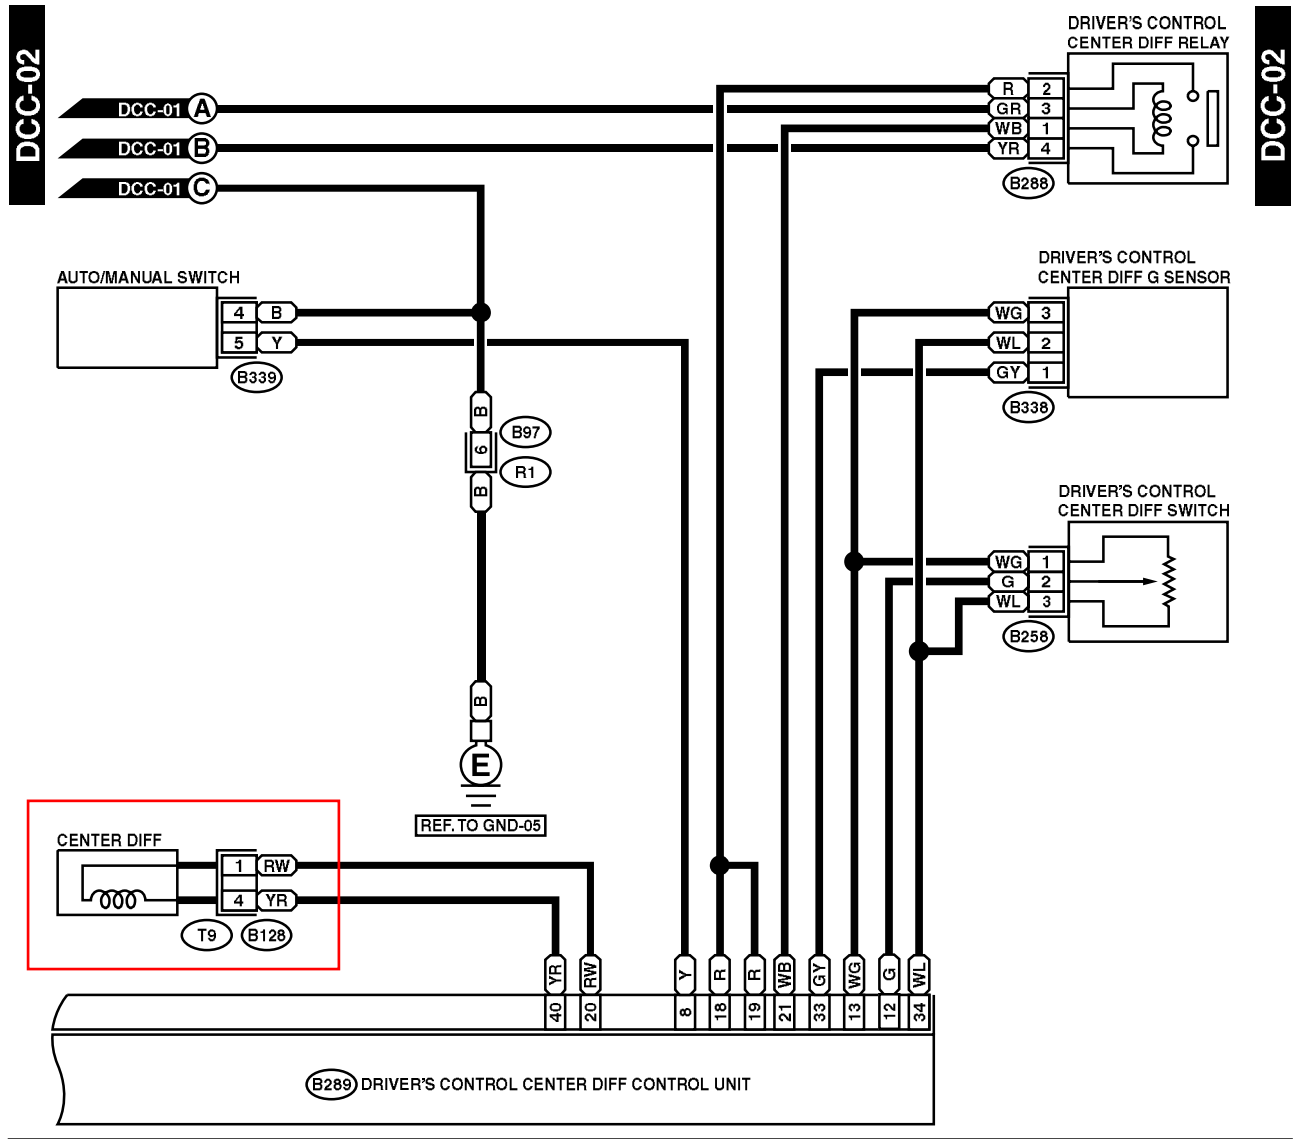 DCC-02
DCC-02
DRIVER'S CONTROL
CENTER DIFF RELAY
DCC-01 A
DCC-01 B
DCC-01 C
R 2
GR 3
WB 1
YR 4
B288
AUTO/MANUAL SWITCH
4 B
5 Y
B339
DRIVER'S CONTROL
CENTER DIFF G SENSOR
WG 3
WL 2
GY 1
B338
B
B97
6
R1
B
DRIVER'S CONTROL
CENTER DIFF SWITCH
WG 1
G 2
WL 3
B258
B
E
REF. TO GND-05
CENTER DIFF
1 RW
4 YR
T9 B128
YR RW Y R R WB GY WG G WL
40 20 8 18 19 21 33 13 12 34
B289 DRIVER'S CONTROL CENTER DIFF CONTROL UNIT